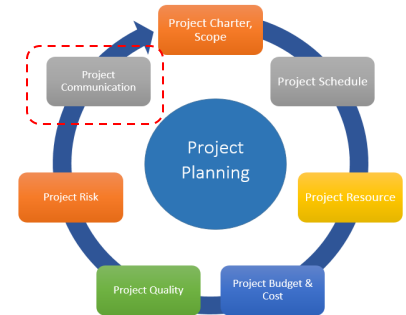 Project Charter,
Scope
Project Schedule
Project Resource
Project Budget &
Cost
Project Quality
Project Risk
Project
Communication
Project
Planning